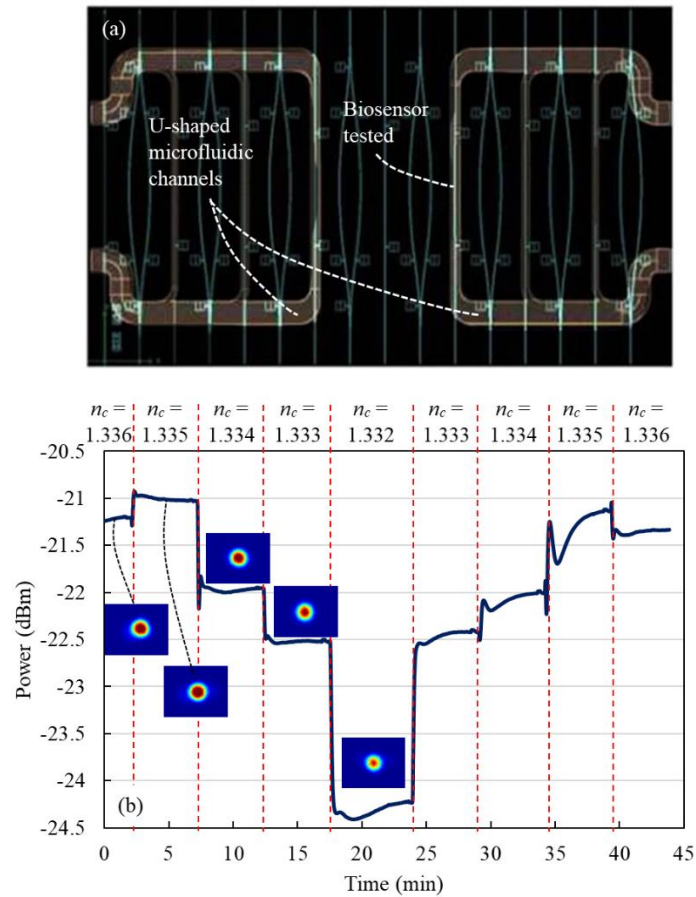 (a)
U-shaped
microfluidic
channels
Biosensor
tested
n_c = n_c = n_c = n_c = n_c = n_c = n_c = n_c = n_c =
1.336 1.335 1.334 1.333 1.332 1.333 1.334 1.335 1.336
-20.5
-21
-21.5
-22
-22.5
-23
-23.5
-24
-24.5
Power (dBm)
(b)
0 5 10 15 20 25 30 35 40 45
Time (min)